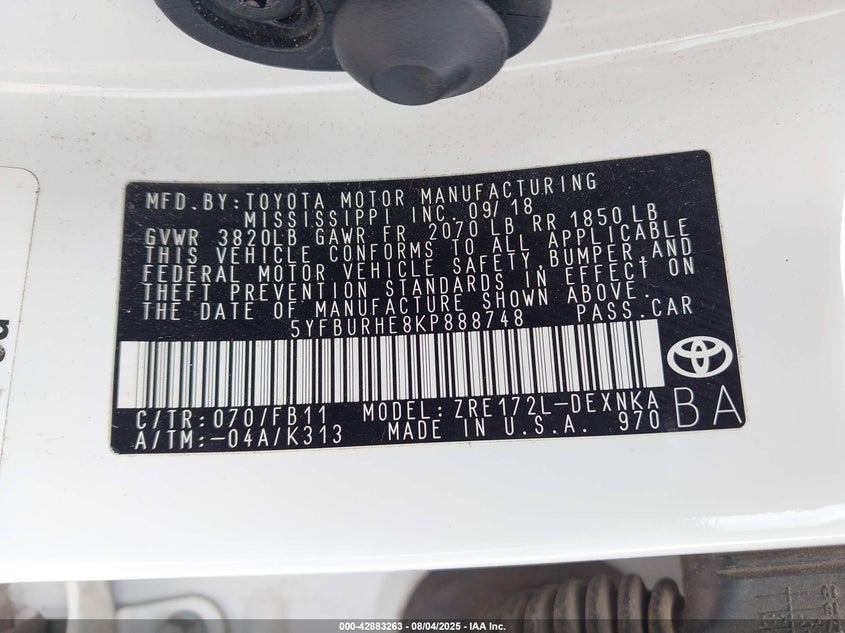 MFD.BY:TOYOTA MOTOR MANUFACTURING
MISSISSIPPI INC. 09/18
GVWR 3820LB GAWR FR 2070 LB RR 1850 LB
THIS VEHICLE CONFORMS TO ALL APPLICABLE
FEDERAL MOTOR VEHICLE SAFETY,BUMPER,AND
THEFT PREVENTION STANDARDS IN EFFECT ON
THE DATE OF MANUFACTURE SHOWN ABOVE.
5YFBURHE8KP888748 PASS.CAR
C/TR:070/FB11 MODEL:ZRE172L-DEXNKA
A/TM:-04A/K313 MADE IN U.S.A. 970
BA
000-42883263 - 08/04/2025 - IAA Inc.